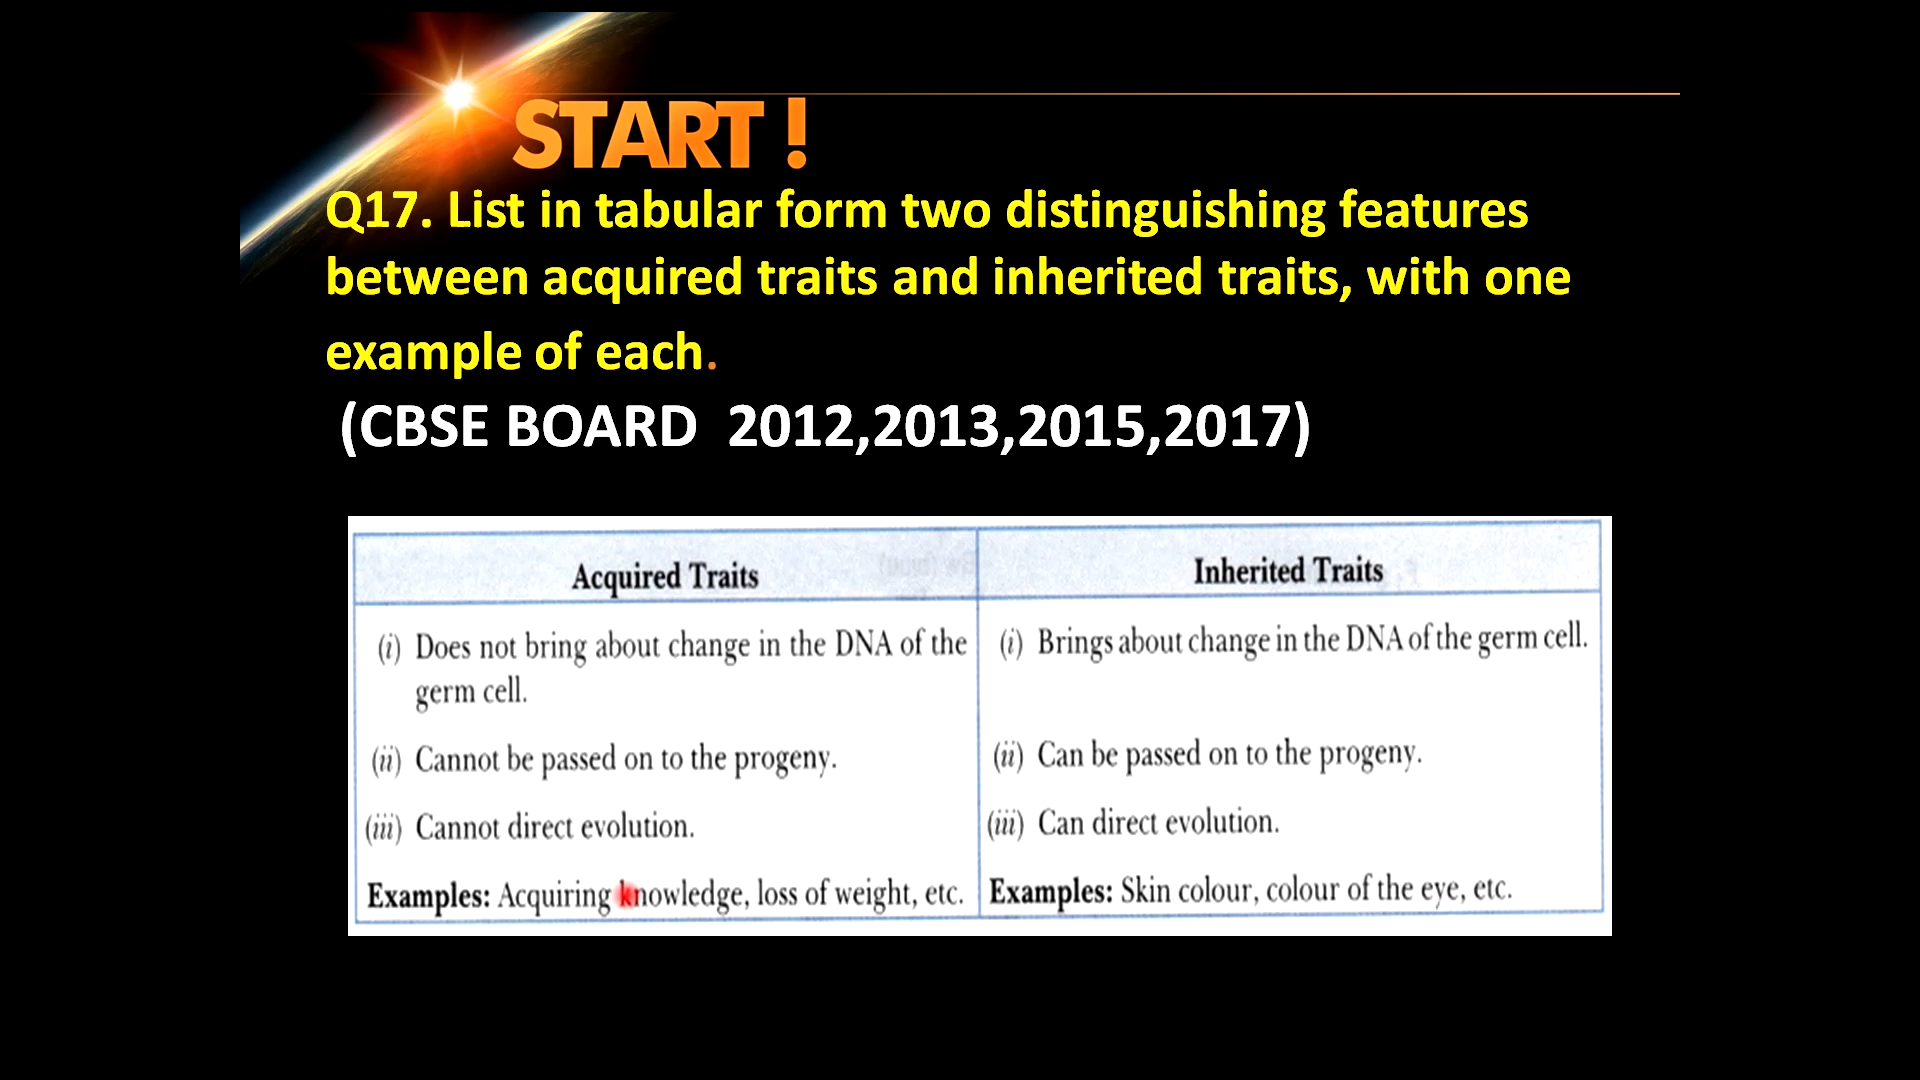 START !
Q17. List in tabular form two distinguishing features
between acquired traits and inherited traits, with one
example of each.
(CBSE BOARD 2012,2013,2015,2017)
Acquired Traits
Inherited Traits
(i) Does not bring about change in the DNA of the
germ cell.
(i) Brings about change in the DNA of the germ cell.
(ii) Cannot be passed on to the progeny.
(ii) Can be passed on to the progeny.
(iii) Cannot direct evolution.
(iii) Can direct evolution.
Examples: Acquiring knowledge, loss of weight, etc.
Examples: Skin colour, colour of the eye, etc.